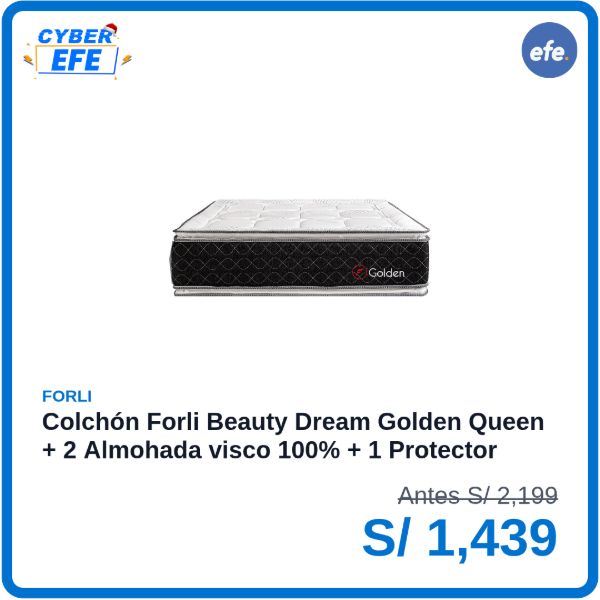 CYBER
EFE
efe.
Golden
FORLI
Colchón Forli Beauty Dream Golden Queen
+ 2 Almohada visco 100% + 1 Protector
Antes S/ 2,199
S/ 1,439